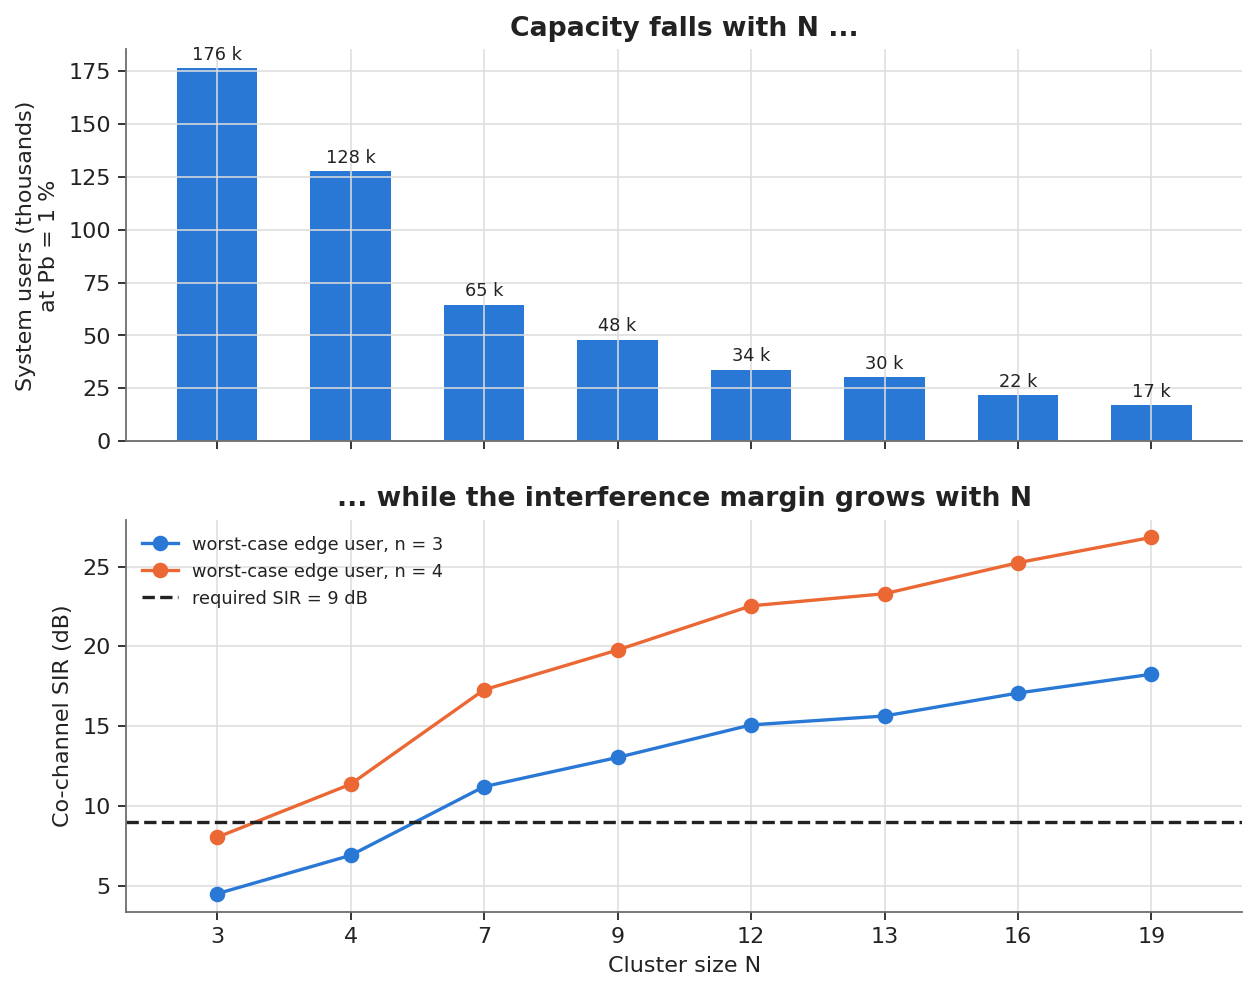 Capacity falls with N ...
System users (thousands)
at Pb = 1 %
175
150
125
100
75
50
25
0
176 k
128 k
65 k
48 k
34 k
30 k
22 k
17 k
... while the interference margin grows with N
Co-channel SIR (dB)
25
20
15
10
5
worst-case edge user, n = 3
worst-case edge user, n = 4
required SIR = 9 dB
3
4
7
9
12
13
16
19
Cluster size N